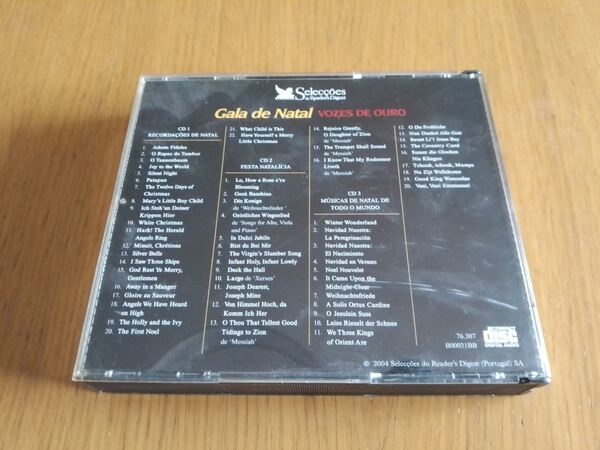 Selecções
do Reader's Digest
Gala de Natal VOZES DE OURO
CD 1
RECORDAÇÕES DE NATAL
1. Adeste Fideles
2. O Rapaz do Tambor
3. O Tannenbaum
4. Joy to the World
5. Silent Night
6. Patapan
7. The Twelve Days of
Christmas
8. Mary's Little Boy Child
9. Ich Steh'an Deiner
Krippen Hier
10. White Christmas
11. Hark! The Herald
Angels Ring
12. Minuit, Chrétiens
13. Silver Bells
14. I Saw Three Ships
15. God Rest Ye Merry,
Gentlemen
16. Away in a Manger
17. Gloire au Sauveur
18. Angels We Have Heard
on High
19. The Holly and the Ivy
20. The First Noel
21. What Child is This
22. Have Yourself a Merry
Little Christmas
CD 2
FESTA NATALÍCIA
1. Lo, How a Rose e'ra
Blooming
2. Gesù Bambino
3. Die Konige
de 'Weihnachtslieder'
4. Geistliches Wiegenlied
de 'Songs for Alto, Viola
and Piano'
5. In Dulci Jubilo
6. Bist du Bei Mir
7. The Virgin's Slumber Song
8. Infant Holy, Infant Lowly
9. Deck the Hall
10. Largo de 'Xerxes'
11. Joseph Dearest,
Joseph Mine
12. Von Himmel Hoch, da
Komm Ich Her
13. O Thou That Tellest Good
Tidings to Zion
de 'Messiah'
14. Rejoice Greatly,
O Daughter of Zion
de 'Messiah'
15. The Trumpet Shall Sound
de 'Messiah'
16. I Know That My Redeemer
Liveth
de 'Messiah'
CD 3
MÚSICAS DE NATAL DE
TODO O MUNDO
1. Winter Wonderland
2. Navidad Nuestra:
La Peregrinación
3. Navidad Nuestra:
El Nacimiento
4. Navidad en Verano
5. Noel Nouvelet
6. It Came Upon the
Midnight Clear
7. Weihnachtsfriede
8. A Solis Ortus Cardine
9. O Jesulein Suss
10. Leise Rieselt der Schnee
11. We Three Kings
of Orient Are
12. O Du Frohliche
13. Nun Danket Alle Gott
14. Sweet Li'l Jesus Boy
15. The Coventry Carol
16. Susser die Glocken
Nie Klingen
17. Tchouk, tchouk, Mamps
18. Nu Zijt Wellekome
19. Good King Wenceslas
20. Veni, Veni Emmanuel
76.307
B00031BB
COMPACT
disc
DIGITAL AUDIO
© 2004 Selecções do Reader's Digest (Portugal) SA